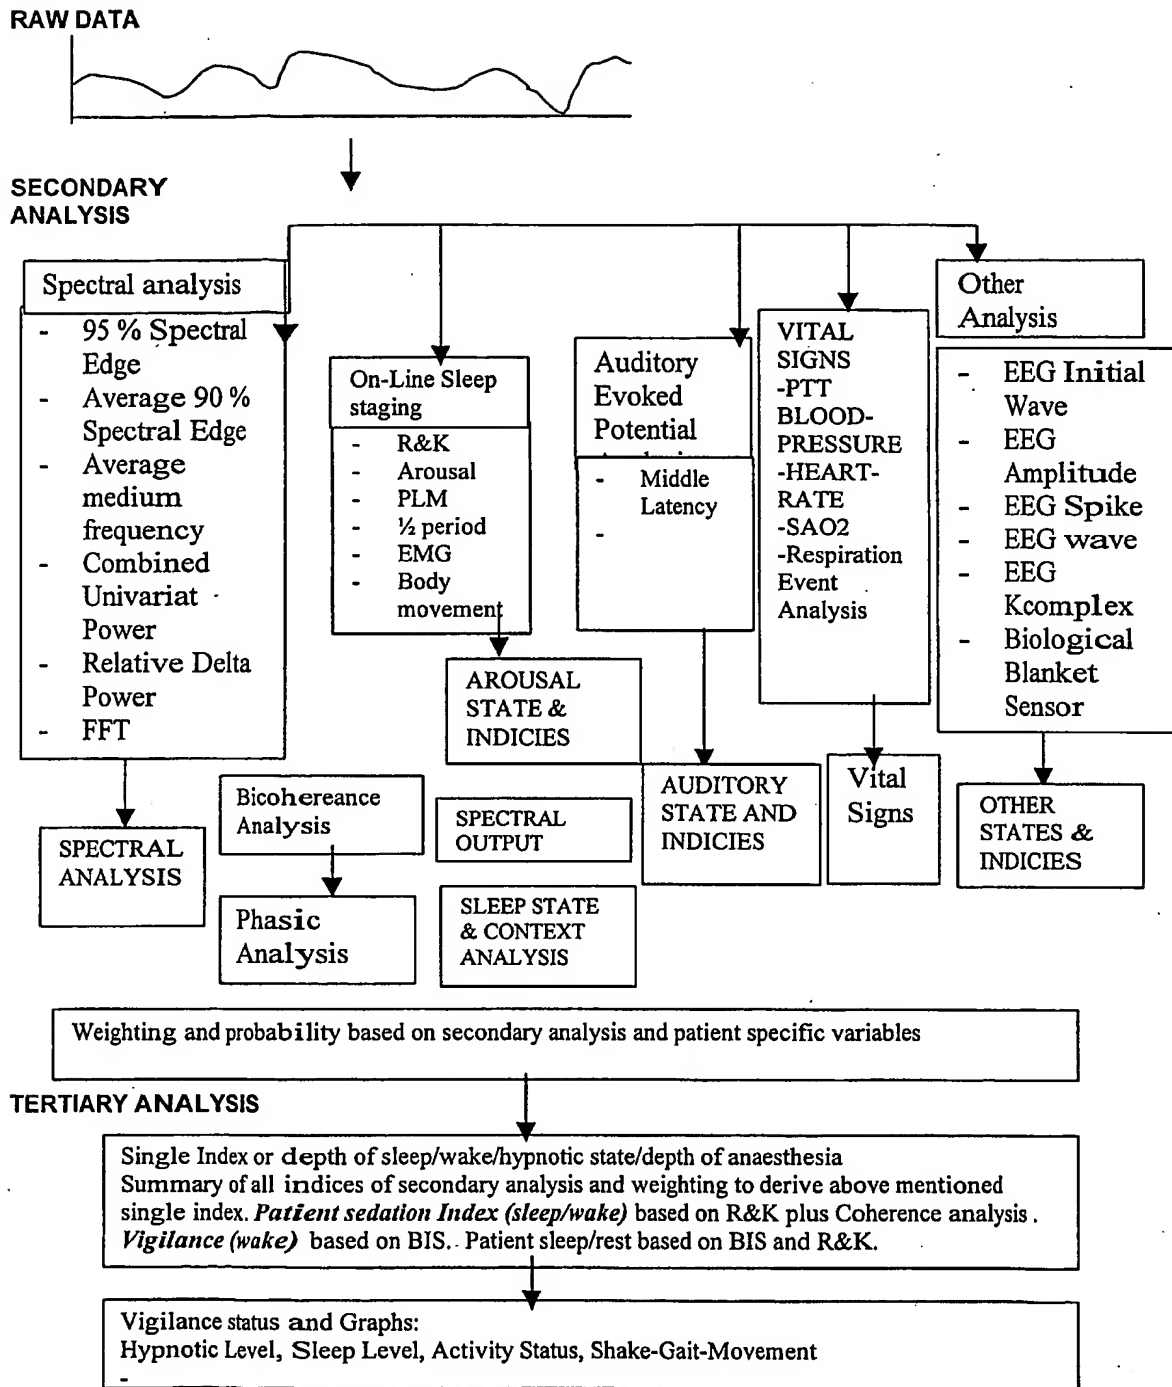 RAW DATA
SECONDARY
ANALYSIS
Spectral analysis
- 95 % Spectral
Edge
- Average 90 %
Spectral Edge
- Average
medium
frequency
- Combined
Univariat
Power
- Relative Delta
Power
- FFT
SPECTRAL
ANALYSIS
Bicohereance
Analysis
Phasic
Analysis
On-Line Sleep
staging
- R&K
- Arousal
- PLM
- ½ period
- EMG
- Body
movement
AROUSAL
STATE &
INDICIES
SPECTRAL
OUTPUT
SLEEP STATE
& CONTEXT
ANALYSIS
Auditory
Evoked
Potential
- Middle
Latency
-
AUDITORY
STATE AND
INDICIES
VITAL
SIGNS
-PTT
BLOOD-
PRESSURE
-HEART-
RATE
-SAO2
-Respiration
Event
Analysis
Vital
Signs
Other
Analysis
- EEG Initial
Wave
- EEG
Amplitude
- EEG Spike
- EEG wave
- EEG
Kcomplex
- Biological
Blanket
Sensor
OTHER
STATES &
INDICIES
Weighting and probability based on secondary analysis and patient specific variables
TERTIARY ANALYSIS
Single Index or depth of sleep/wake/hypnotic state/depth of anaesthesia
Summary of all indices of secondary analysis and weighting to derive above mentioned
single index. Patient sedation Index (sleep/wake) based on R&K plus Coherence analysis.
Vigilance (wake) based on BIS. Patient sleep/rest based on BIS and R&K.
Vigilance status and Graphs:
Hypnotic Level, Sleep Level, Activity Status, Shake-Gait-Movement
-